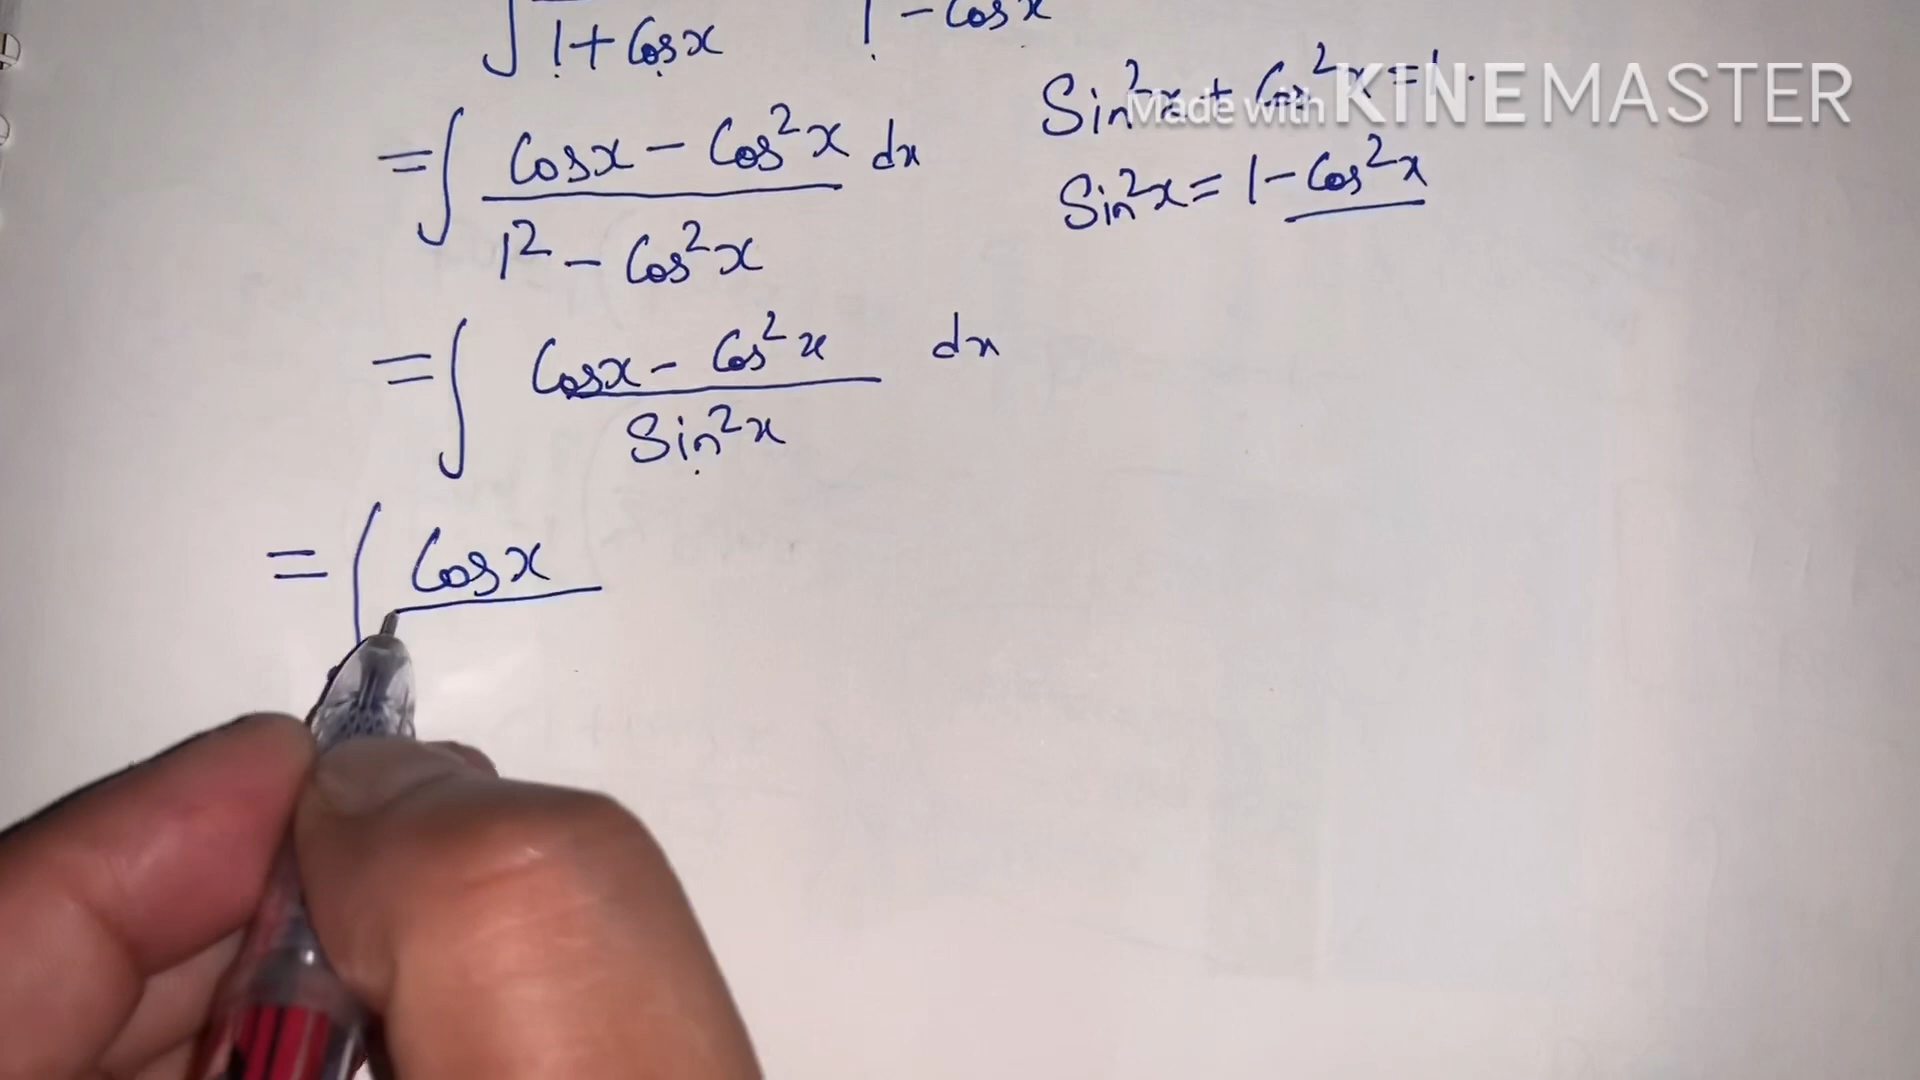 ∫ 1+Cosx 1-Cosx
Sin²x + Cos²x = 1.
Made with KINEMASTER
= ∫ Cosx - Cos²x dx
1² - Cos²x
Sin²x = 1 - Cos²x
= ∫ Cosx - Cos²x dx
Sin²x
= ∫ Cosx